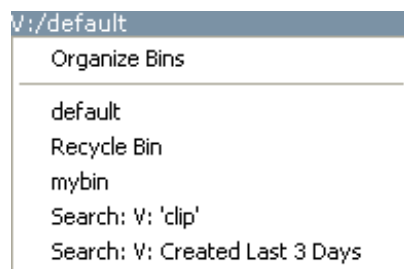 V:/default
Organize Bins
default
Recycle Bin
mybin
Search: V: 'clip'
Search: V: Created Last 3 Days